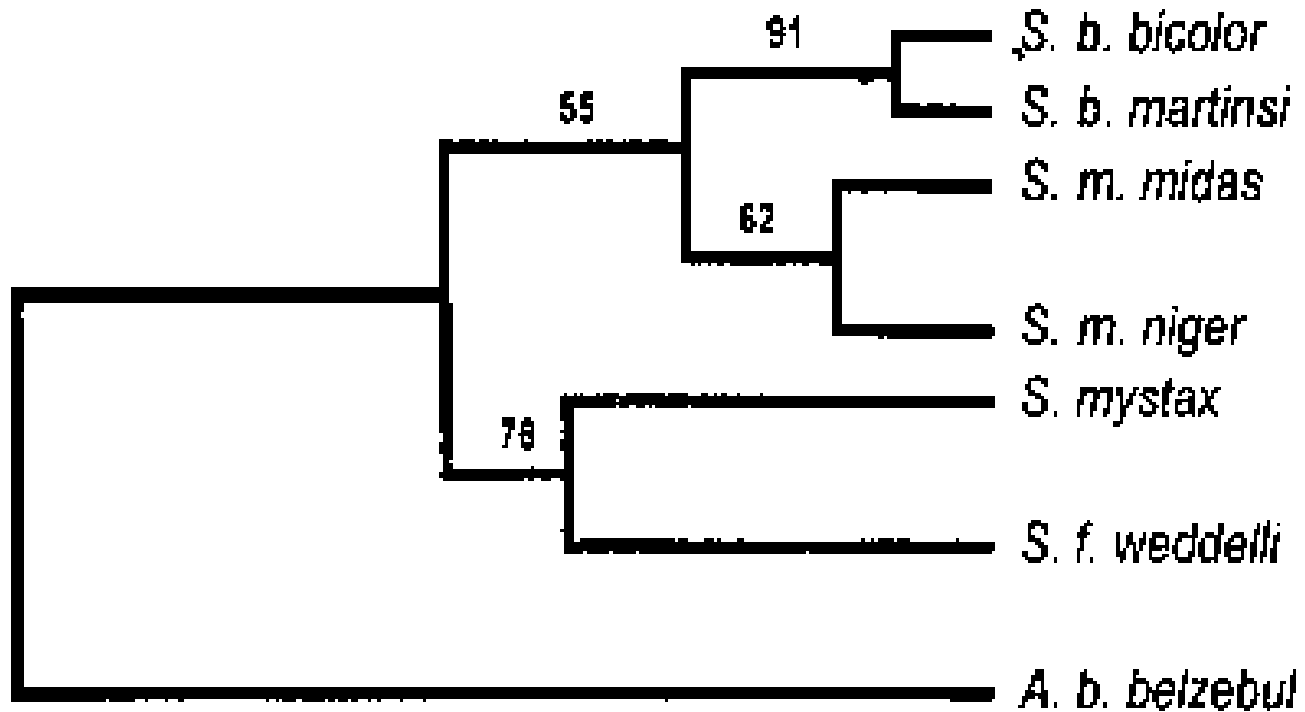 91
S. b. bicolor
55
S. b. martinsi
S. m. midas
62
S. m. niger
S. mystax
78
S. f. weddelli
A. b. belzebul